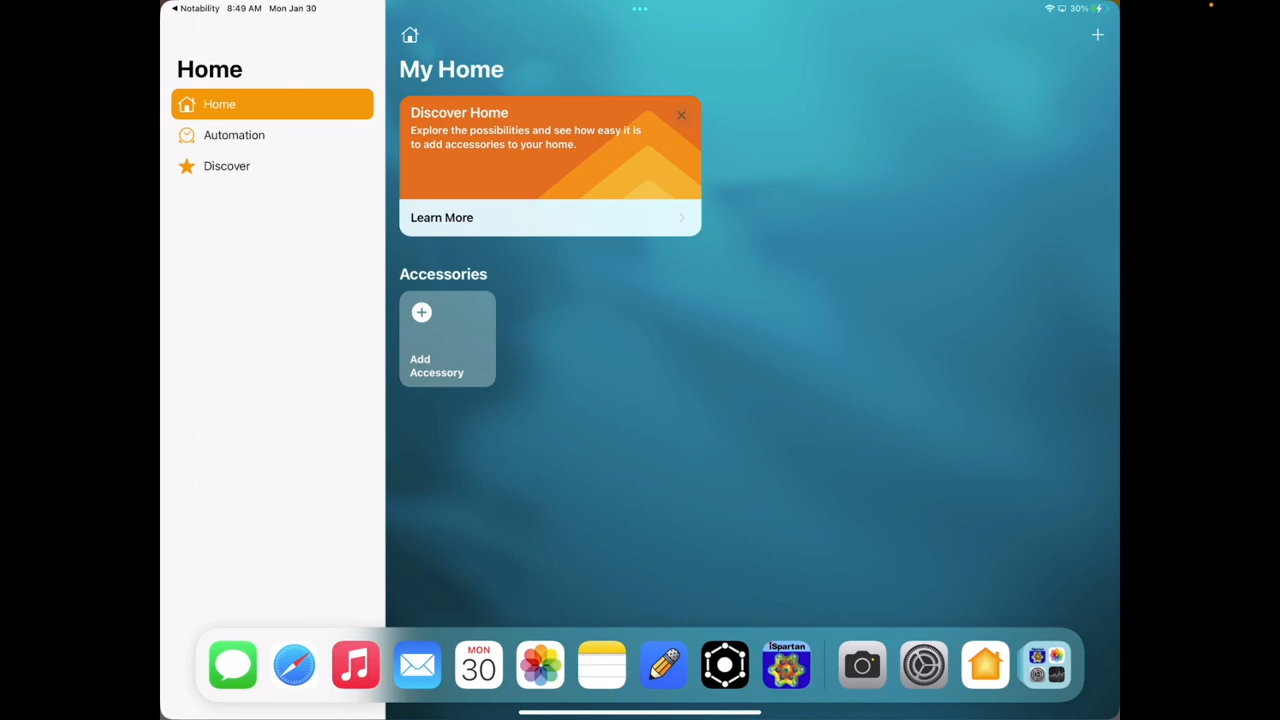 ◀ Notability 8:49 AM Mon Jan 30
30%
Home
Home
Automation
Discover
My Home
Discover Home
Explore the possibilities and see how easy it is
to add accessories to your home.
Learn More
Accessories
Add
Accessory
MON
30
iSpartan